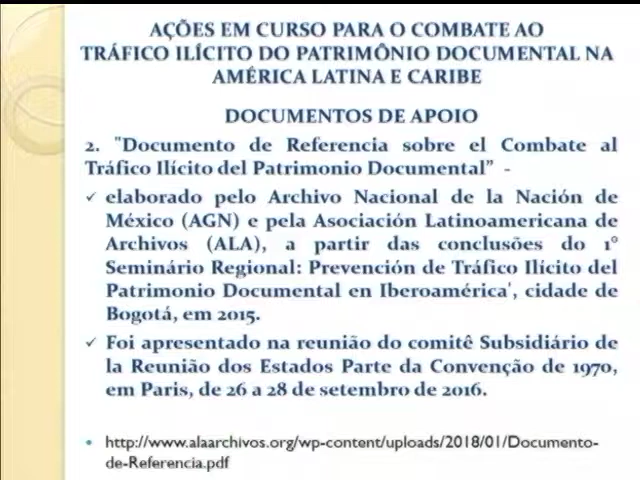 AÇÕES EM CURSO PARA O COMBATE AO
TRÁFICO ILÍCITO DO PATRIMÔNIO DOCUMENTAL NA
AMÉRICA LATINA E CARIBE
DOCUMENTOS DE APOIO
2. "Documento de Referencia sobre el Combate al
Tráfico Ilícito del Patrimonio Documental" -
✓ elaborado pelo Archivo Nacional de la Nación de
México (AGN) e pela Asociación Latinoamericana de
Archivos (ALA), a partir das conclusões do 1º
Seminário Regional: Prevención de Tráfico Ilícito del
Patrimonio Documental en Iberoamérica', cidade de
Bogotá, em 2015.
✓ Foi apresentado na reunião do comitê Subsidiário de
la Reunião dos Estados Parte da Convenção de 1970,
em Paris, de 26 a 28 de setembro de 2016.
• http://www.alaarchivos.org/wp-content/uploads/2018/01/Documento-
de-Referencia.pdf